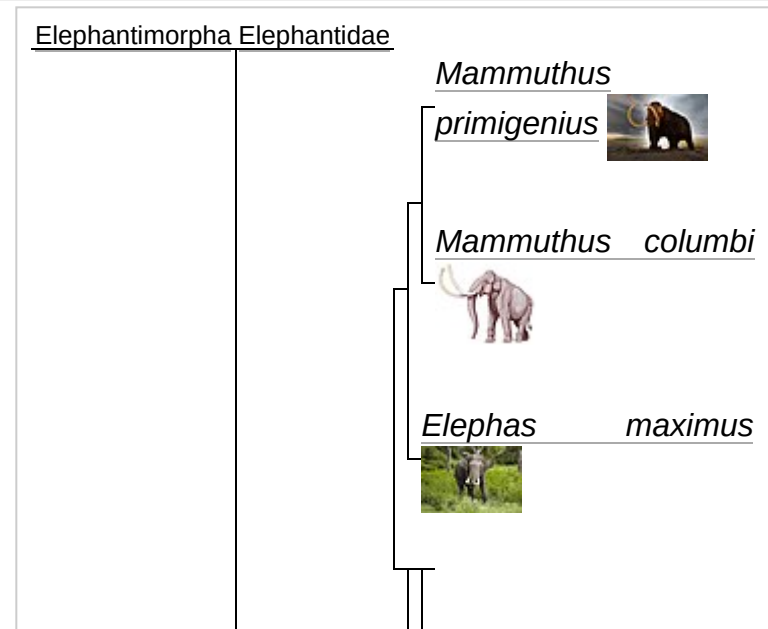 Elephantimorpha Elephantidae
Mammuthus
primigenius
Mammuthus columbi
Elephas maximus